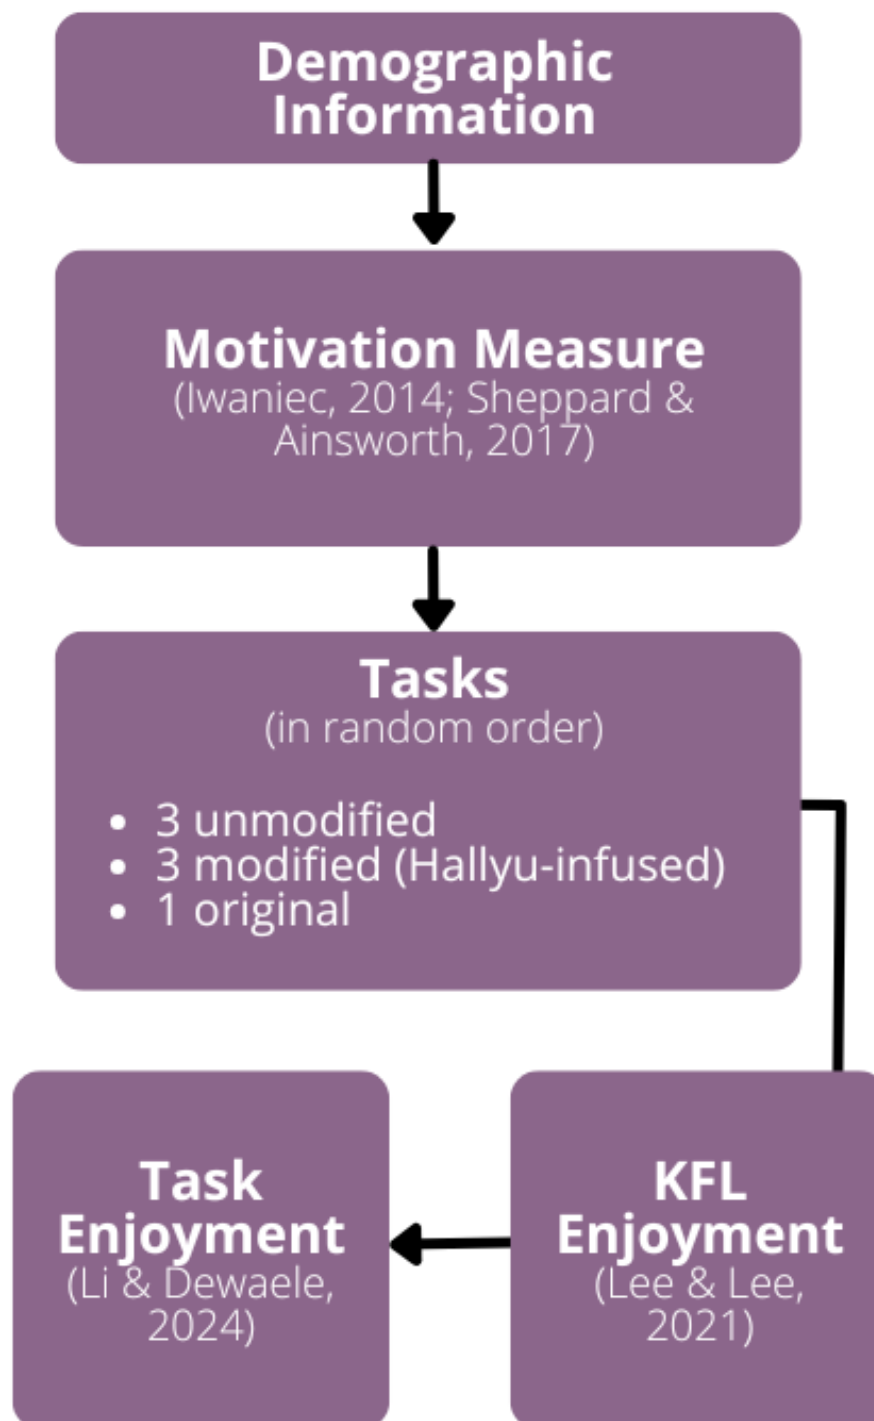 Demographic
Information
Motivation Measure
(Iwaniec, 2014; Sheppard &
Ainsworth, 2017)
Tasks
(in random order)
• 3 unmodified
• 3 modified (Hallyu-infused)
• 1 original
Task
Enjoyment
(Li & Dewaele,
2024)
KFL
Enjoyment
(Lee & Lee,
2021)